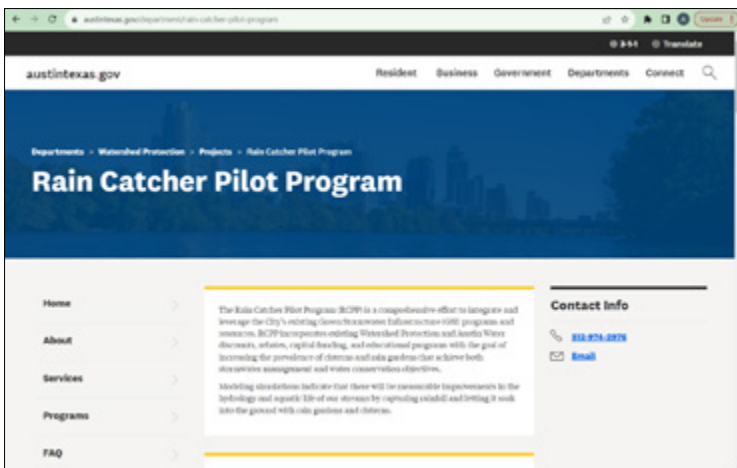 austintexas.gov/department/rain-catcher-pilot-program
Update
3-1-1 Translate
austintexas.gov
Resident Business Government Departments Connect
Departments » Watershed Protection » Projects » Rain Catcher Pilot Program
Rain Catcher Pilot Program
Home
About
Services
Programs
FAQ
The Rain Catcher Pilot Program (RCPP) is a comprehensive effort to integrate and
leverage the City's existing Green Stormwater Infrastructure (GSI) programs and
resources. RCPP incorporates existing Watershed Protection and Austin Water
discounts, rebates, capital funding, and educational programs with the goal of
increasing the prevalence of cisterns and rain gardens that achieve both
stormwater management and water conservation objectives.
Modeling simulations indicate that there will be measurable improvements in the
hydrology and aquatic life of our streams by capturing rainfall and letting it soak
into the ground with rain gardens and cisterns.
Contact Info
512-974-2976
Email